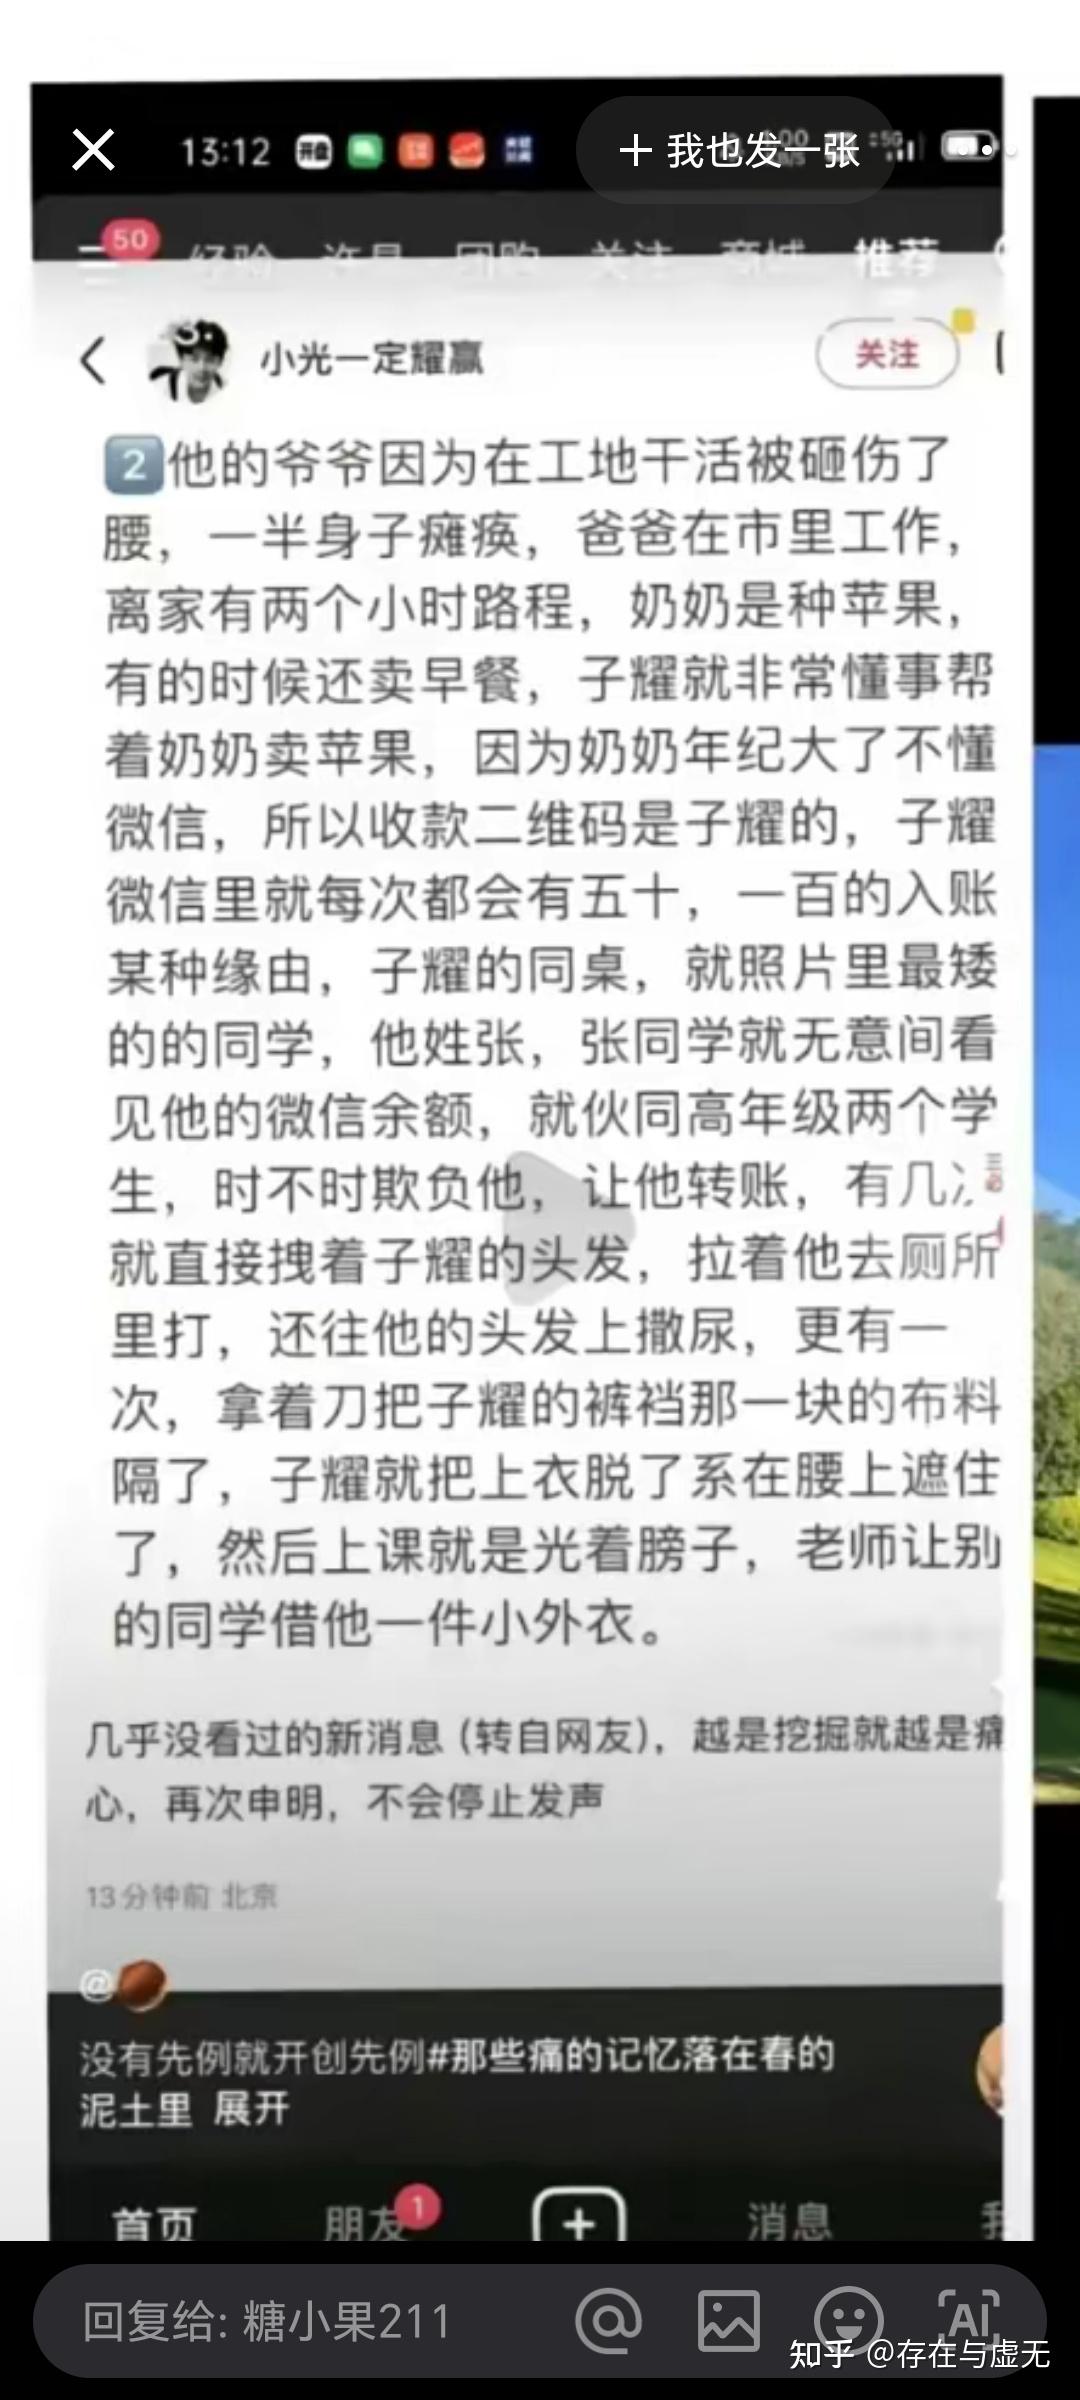 13:12
+ 我也发一张
5G
50
经验 许昌 团购 关注 商城 推荐
小光一定耀赢
关注
2他的爷爷因为在工地干活被砸伤了
腰，一半身子瘫痪，爸爸在市里工作，
离家有两个小时路程，奶奶是种苹果，
有的时候还卖早餐，子耀就非常懂事帮
着奶奶卖苹果，因为奶奶年纪大了不懂
微信，所以收款二维码是子耀的，子耀
微信里就每次都会有五十，一百的入账
某种缘由，子耀的同桌，就照片里最矮
的的同学，他姓张，张同学就无意间看
见他的微信余额，就伙同高年级两个学
生，时不时欺负他，让他转账，有几次
就直接拽着子耀的头发，拉着他去厕所
里打，还往他的头发上撒尿，更有一
次，拿着刀把子耀的裤裆那一块的布料
隔了，子耀就把上衣脱了系在腰上遮住
了，然后上课就是光着膀子，老师让别
的同学借他一件小外衣。
几乎没看过的新消息（转自网友），越是挖掘就越是痛
心，再次申明，不会停止发声
13分钟前 北京
@
没有先例就开创先例#那些痛的记忆落在春的
泥土里 展开
首页 朋友 1 消息 我
回复给: 糖小果211
AI
知乎 @存在与虚无